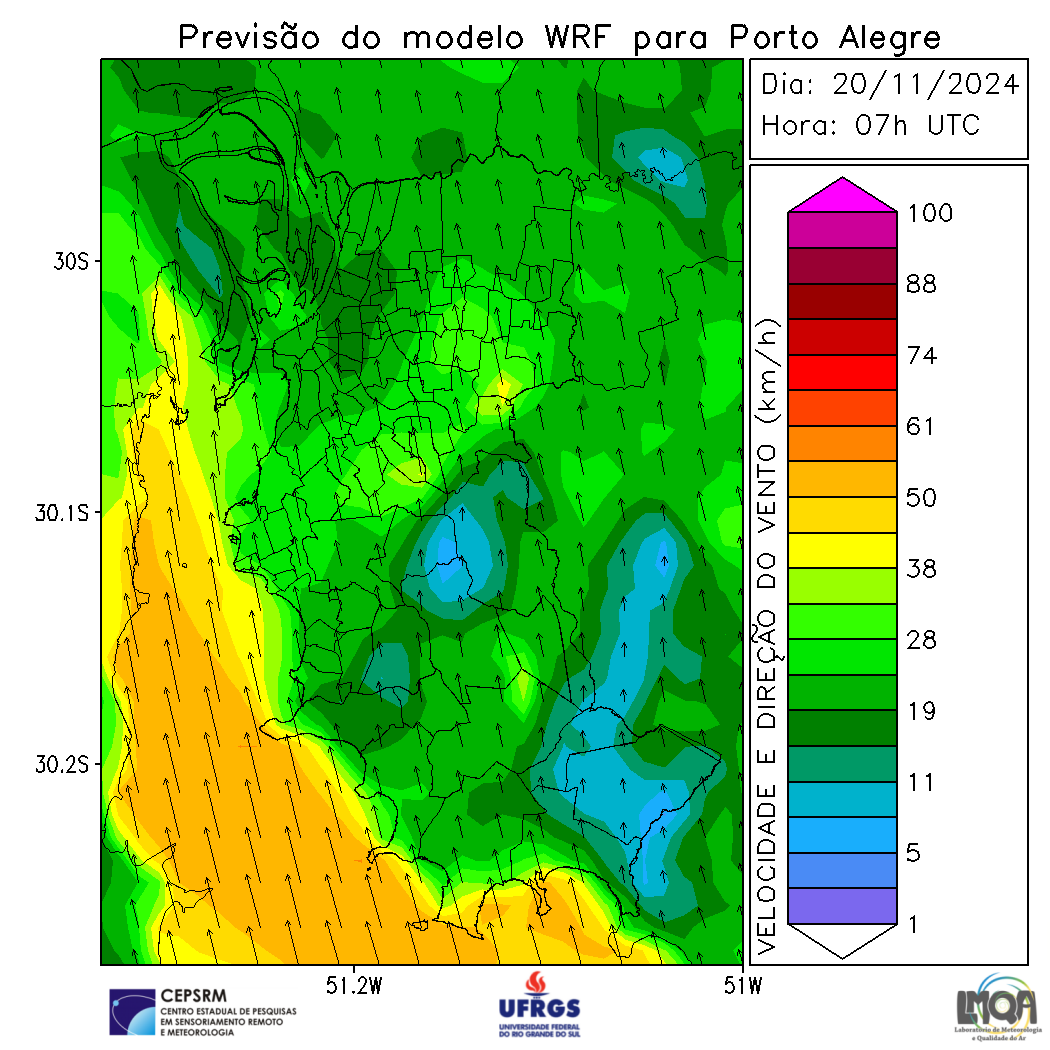 Previsão do modelo WRF para Porto Alegre
Dia: 20/11/2024
Hora: 07h UTC
30S
30.1S
30.2S
51.2W
51W
VELOCIDADE E DIREÇÃO DO VENTO (km/h)
100
88
74
61
50
38
28
19
11
5
1
CEPSRM
CENTRO ESTADUAL DE PESQUISAS
EM SENSORIAMENTO REMOTO
E METEOROLOGIA
UFRGS
UNIVERSIDADE FEDERAL
DO RIO GRANDE DO SUL
LMQA
Laboratório de Meteorologia
e Qualidade do Ar